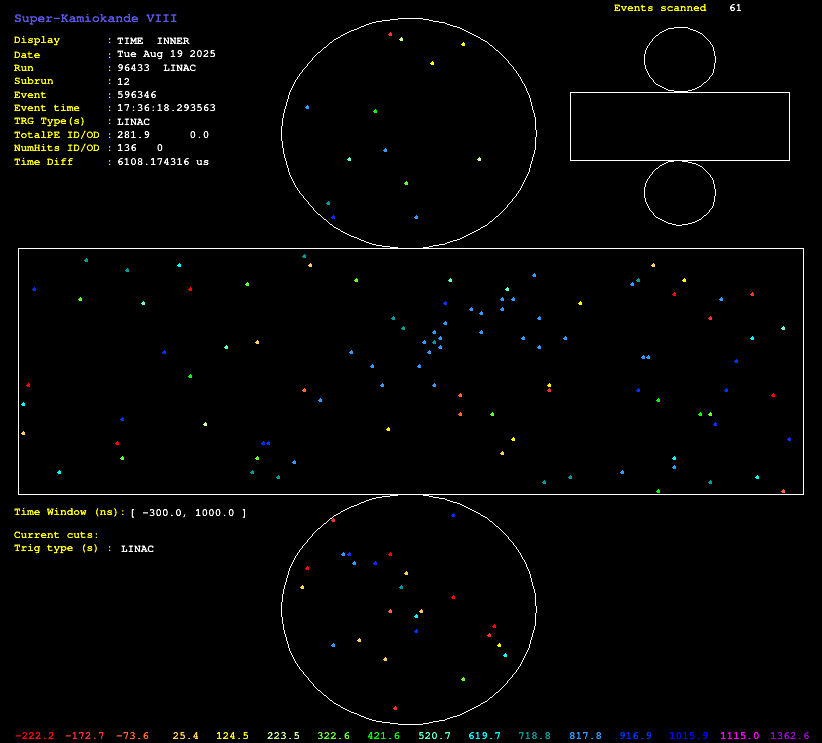 Super-Kamiokande VIII
Events scanned 61
Display : TIME INNER
Date : Tue Aug 19 2025
Run : 96433 LINAC
Subrun : 12
Event : 596346
Event time : 17:36:18.293563
TRG Type(s) : LINAC
TotalPE ID/OD : 281.9 0.0
NumHits ID/OD : 136 0
Time Diff : 6108.174316 us
Time Window (ns): [ -300.0, 1000.0 ]
Current cuts:
Trig type (s) : LINAC
-222.2 -172.7 -73.6 25.4 124.5 223.5 322.6 421.6 520.7 619.7 718.8 817.8 916.9 1015.9 1115.0 1362.6